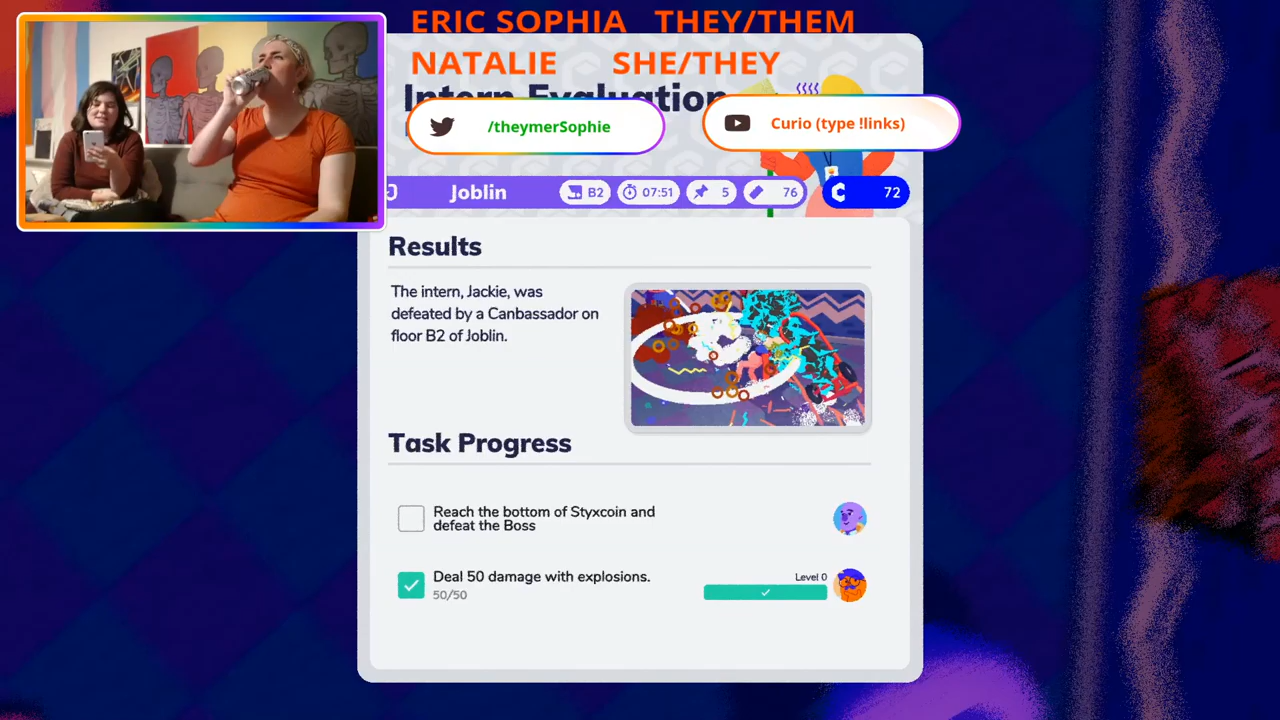 ERIC SOPHIA THEY/THEM
NATALIE SHE/THEY
Intern Evaluation
/theymerSophie
Curio (type !links)
Joblin B2 07:51 5 76 72
Results
The intern, Jackie, was
defeated by a Canbassador on
floor B2 of Joblin.
Task Progress
Reach the bottom of Styxcoin and
defeat the Boss
Deal 50 damage with explosions.
Level 0
50/50